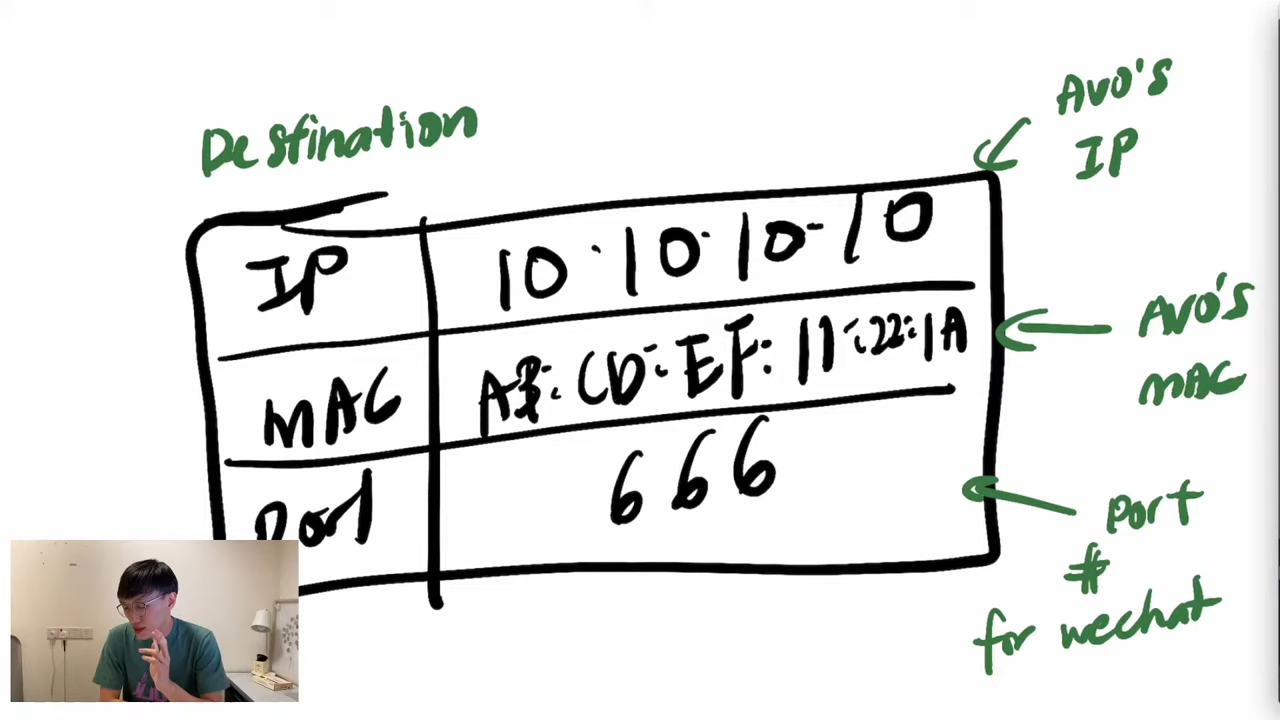 Destination
Avo's
IP
IP
10.10.10.10
MAC
AB:CD:EF:11:22:1A
Avo's
MAC
Port
666
Port
#
for wechat